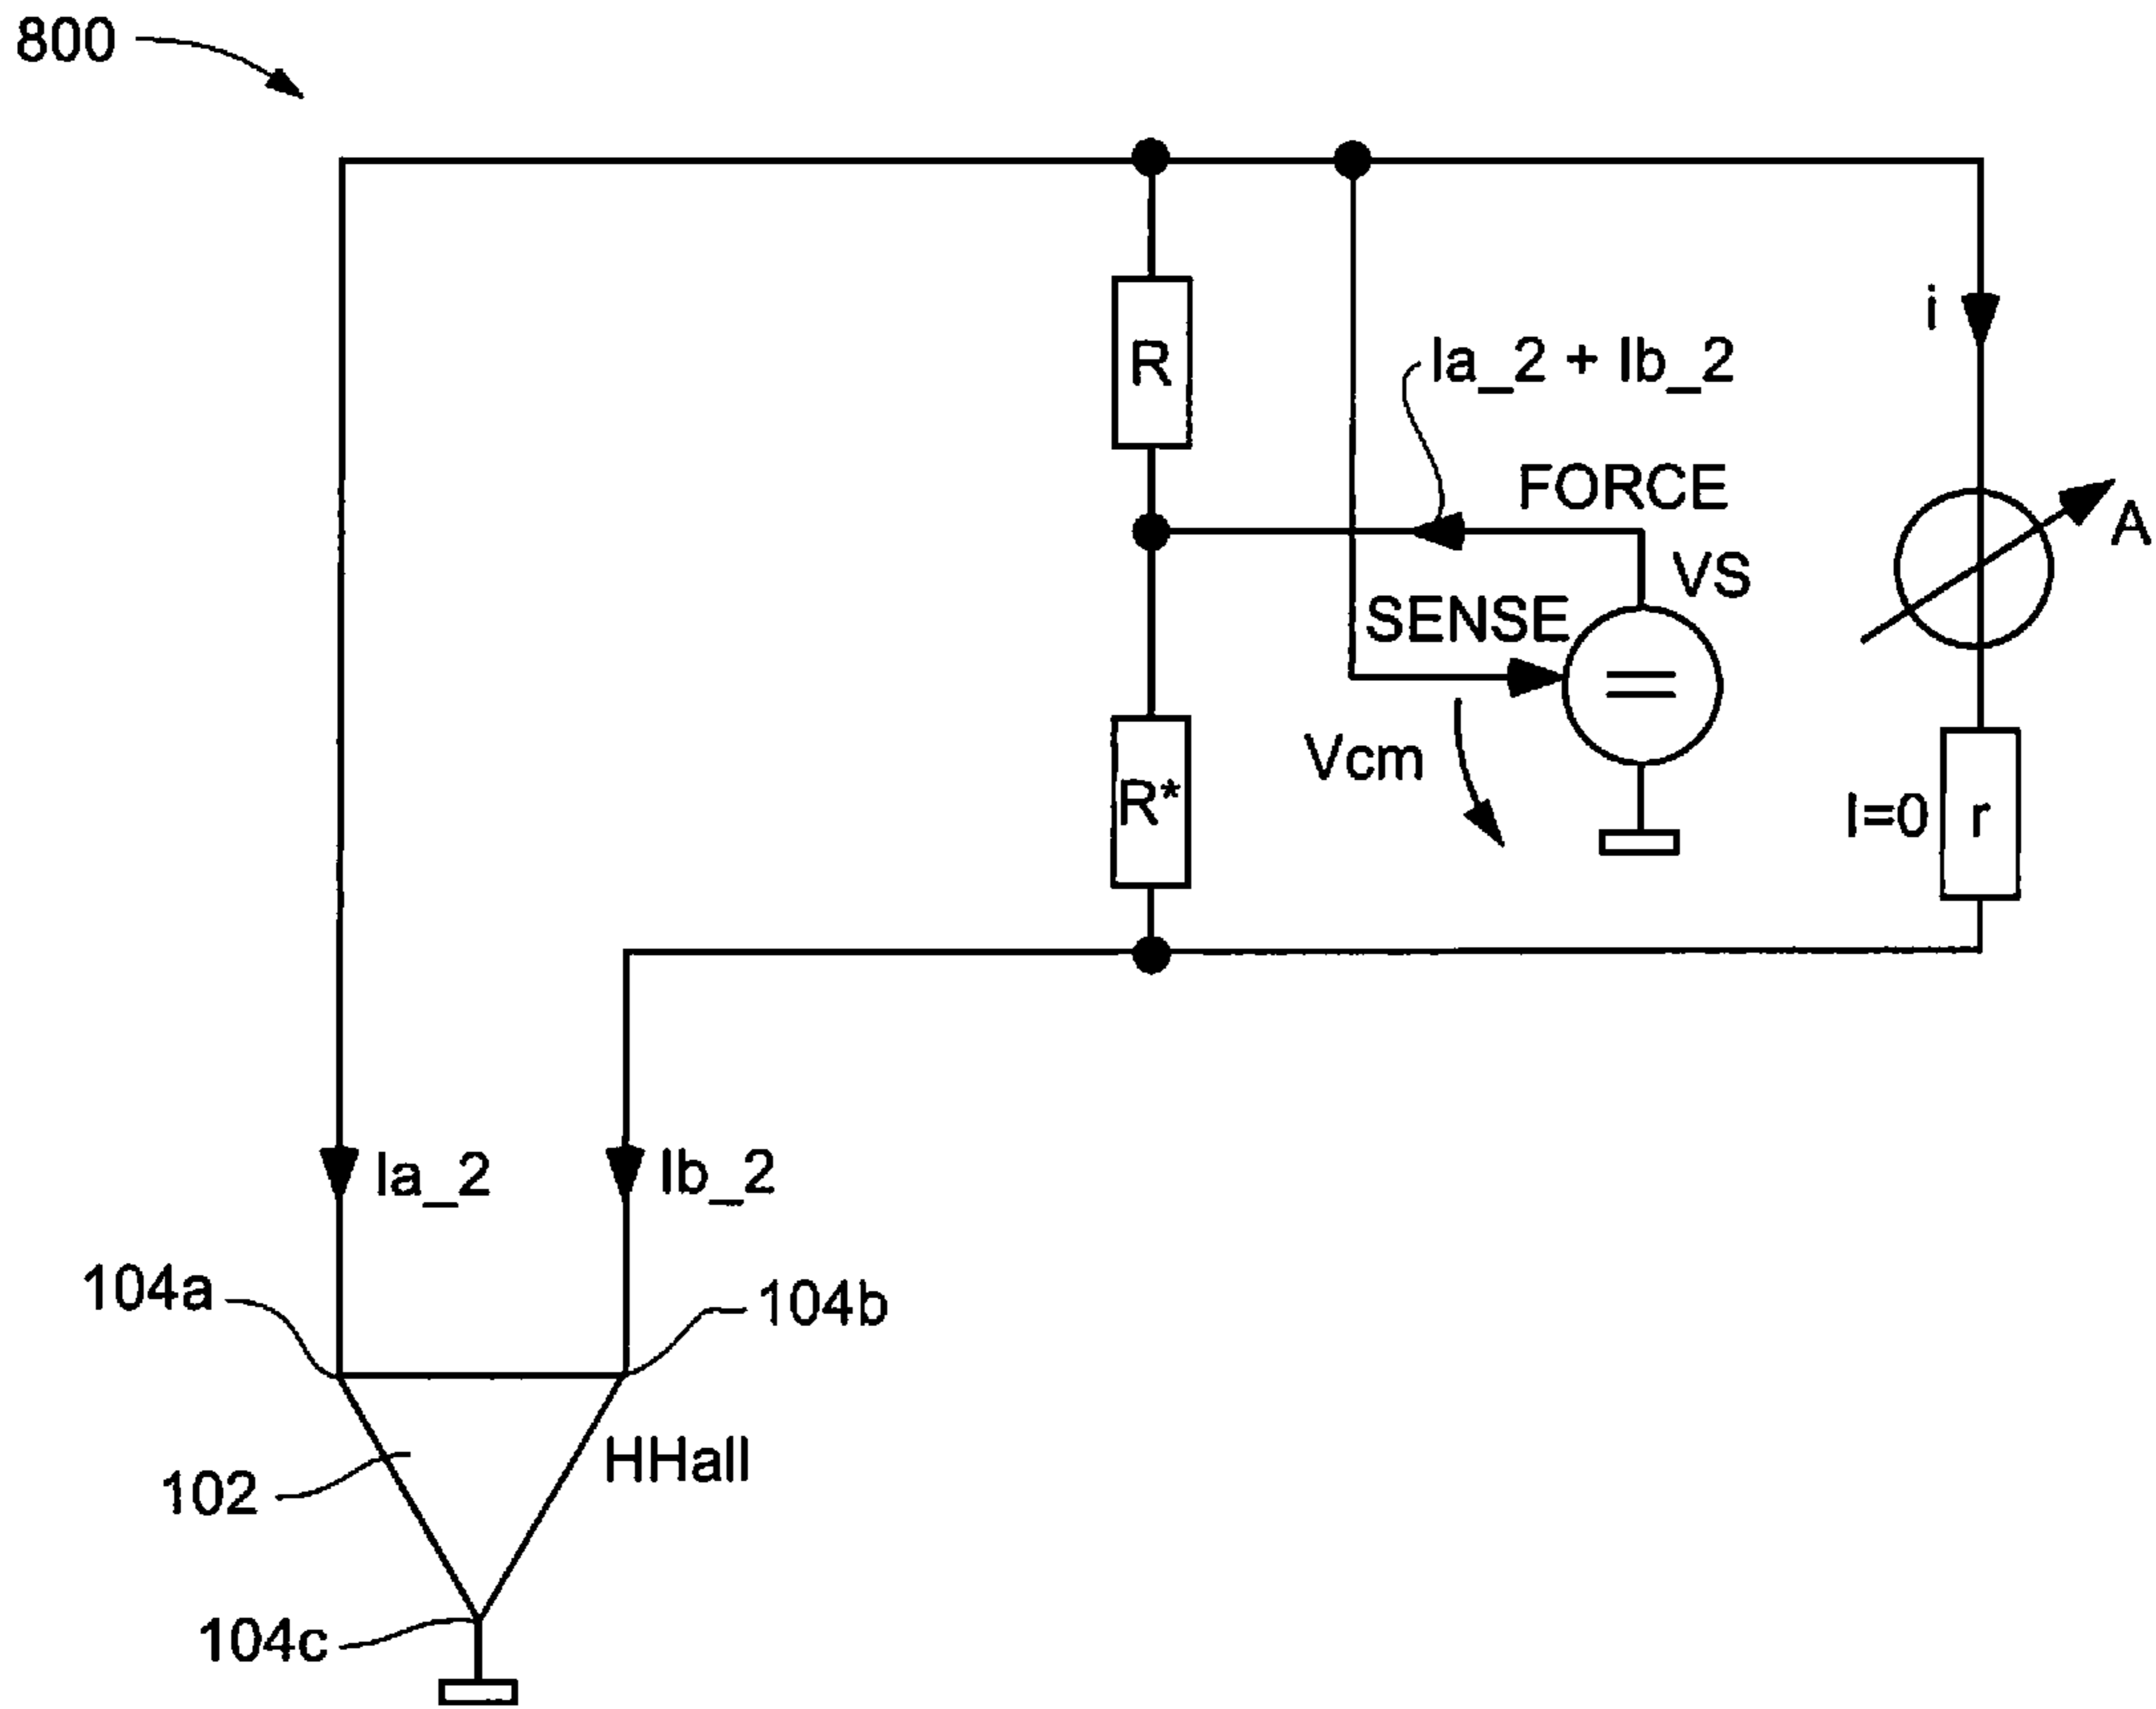 800
i
R
Ia_2 + Ib_2
FORCE
A
VS
SENSE
Vcm
R*
I=0
r
Ia_2
Ib_2
104a
104b
HHall
102
104c